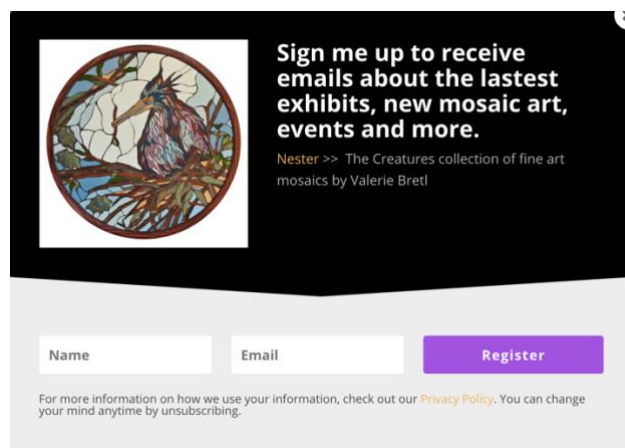 Sign me up to receive
emails about the lastest
exhibits, new mosaic art,
events and more.
Nester >> The Creatures collection of fine art
mosaics by Valerie Bretl
Name
Email
Register
For more information on how we use your information, check out our Privacy Policy. You can change
your mind anytime by unsubscribing.